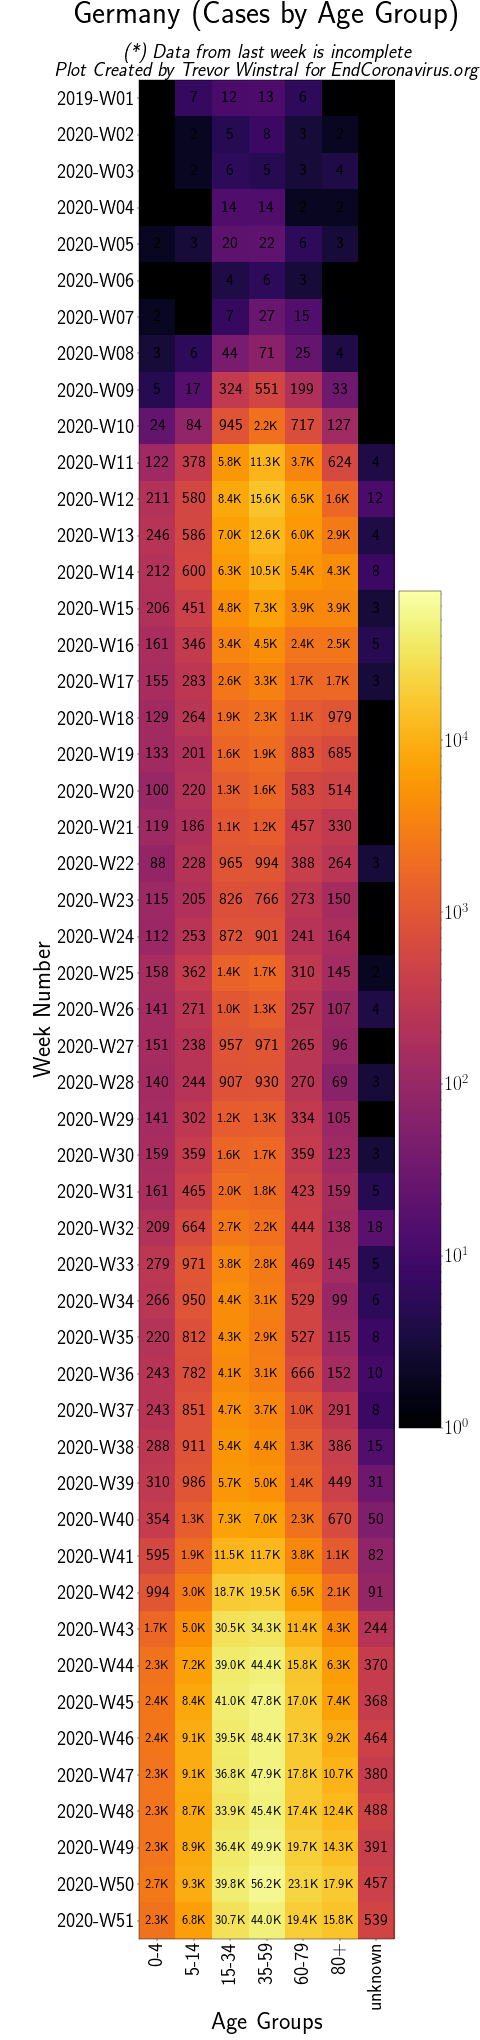 Germany (Cases by Age Group)
(*) Data from last week is incomplete
Plot Created by Trevor Winstral for EndCoronavirus.org
2019-W01 7 12 13 6
2020-W02 2 5 8 3 2
2020-W03 2 6 5 3 4
2020-W04 14 14 2 2
2020-W05 2 3 20 22 6 3
2020-W06 4 6 3
2020-W07 2 7 27 15
2020-W08 3 6 44 71 25 4
2020-W09 5 17 324 551 199 33
2020-W10 24 84 945 2.2K 717 127
2020-W11 122 378 5.8K 11.3K 3.7K 624 4
2020-W12 211 580 8.4K 15.6K 6.5K 1.6K 12
2020-W13 246 586 7.0K 12.6K 6.0K 2.9K 4
2020-W14 212 600 6.3K 10.5K 5.4K 4.3K 8
2020-W15 206 451 4.8K 7.3K 3.9K 3.9K 3
2020-W16 161 346 3.4K 4.5K 2.4K 2.5K 5
2020-W17 155 283 2.6K 3.3K 1.7K 1.7K 3
2020-W18 129 264 1.9K 2.3K 1.1K 979
2020-W19 133 201 1.6K 1.9K 883 685
2020-W20 100 220 1.3K 1.6K 583 514
2020-W21 119 186 1.1K 1.2K 457 330
2020-W22 88 228 965 994 388 264 3
2020-W23 115 205 826 766 273 150
2020-W24 112 253 872 901 241 164
2020-W25 158 362 1.4K 1.7K 310 145 2
2020-W26 141 271 1.0K 1.3K 257 107 4
2020-W27 151 238 957 971 265 96
2020-W28 140 244 907 930 270 69 3
2020-W29 141 302 1.2K 1.3K 334 105
2020-W30 159 359 1.6K 1.7K 359 123 3
2020-W31 161 465 2.0K 1.8K 423 159 5
2020-W32 209 664 2.7K 2.2K 444 138 18
2020-W33 279 971 3.8K 2.8K 469 145 5
2020-W34 266 950 4.4K 3.1K 529 99 6
2020-W35 220 812 4.3K 2.9K 527 115 8
2020-W36 243 782 4.1K 3.1K 666 152 10
2020-W37 243 851 4.7K 3.7K 1.0K 291 8
2020-W38 288 911 5.4K 4.4K 1.3K 386 15
2020-W39 310 986 5.7K 5.0K 1.4K 449 31
2020-W40 354 1.3K 7.3K 7.0K 2.3K 670 50
2020-W41 595 1.9K 11.5K 11.7K 3.8K 1.1K 82
2020-W42 994 3.0K 18.7K 19.5K 6.5K 2.1K 91
2020-W43 1.7K 5.0K 30.5K 34.3K 11.4K 4.3K 244
2020-W44 2.3K 7.2K 39.0K 44.4K 15.8K 6.3K 370
2020-W45 2.4K 8.4K 41.0K 47.8K 17.0K 7.4K 368
2020-W46 2.4K 9.1K 39.5K 48.4K 17.3K 9.2K 464
2020-W47 2.3K 9.1K 36.8K 47.9K 17.8K 10.7K 380
2020-W48 2.3K 8.7K 33.9K 45.4K 17.4K 12.4K 488
2020-W49 2.3K 8.9K 36.4K 49.9K 19.7K 14.3K 391
2020-W50 2.7K 9.3K 39.8K 56.2K 23.1K 17.9K 457
2020-W51 2.3K 6.8K 30.7K 44.0K 19.4K 15.8K 539
0-4 5-14 15-34 35-59 60-79 80+ unknown
Age Groups
Week Number
10⁴
10³
10²
10¹
10⁰